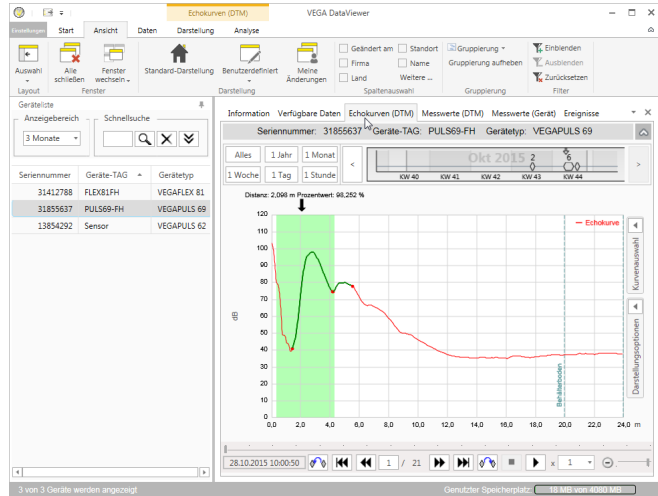 Echokurven (DTM) VEGA DataViewer
Einstellungen Start Ansicht Daten Darstellung Analyse
Auswahl
Alle schließen
Fenster wechseln
Standard-Darstellung
Benutzerdefiniert
Meine Änderungen
Geändert am Standort
Firma Name
Land Weitere ...
Gruppierung
Gruppierung aufheben
Einblenden
Ausblenden
Zurücksetzen
Layout Fenster Darstellung Spaltenauswahl Gruppierung Filter
Geräteliste
Anzeigebereich Schnellsuche
3 Monate
Seriennummer Geräte-TAG Gerätetyp
31412788 FLEX81FH VEGAFLEX 81
31855637 PULS69-FH VEGAPULS 69
13854292 Sensor VEGAPULS 62
Information Verfügbare Daten Echokurven (DTM) Messwerte (DTM) Messwerte (Gerät) Ereignisse
Seriennummer: 31855637 Geräte-TAG: PULS69-FH Gerätetyp: VEGAPULS 69
Alles 1 Jahr 1 Monat
1 Woche 1 Tag 1 Stunde
< >
Okt 2015 2 6
KW 40 KW 41 KW 42 KW 43 KW 44
Distanz: 2,098 m Prozentwert: 98,252 %
Echokurve
dB
120
110
100
90
80
70
60
50
40
30
20
10
0
0,0 2,0 4,0 6,0 8,0 10,0 12,0 14,0 16,0 18,0 20,0 22,0 24,0 m
Behälterboden
Kurvenauswahl
Darstellungsoptionen
28.10.2015 10:00:50 1 / 21 x 1
3 von 3 Geräte werden angezeigt Genutzter Speicherplatz: 18 MB von 4080 MB